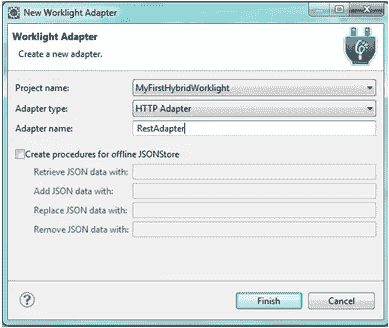 New Worklight Adapter
Worklight Adapter
Create a new adapter.
Project name: MyFirstHybridWorklight
Adapter type: HTTP Adapter
Adapter name: RestAdapter
Create procedures for offline JSONStore
Retrieve JSON data with:
Add JSON data with:
Replace JSON data with:
Remove JSON data with:
? Finish Cancel